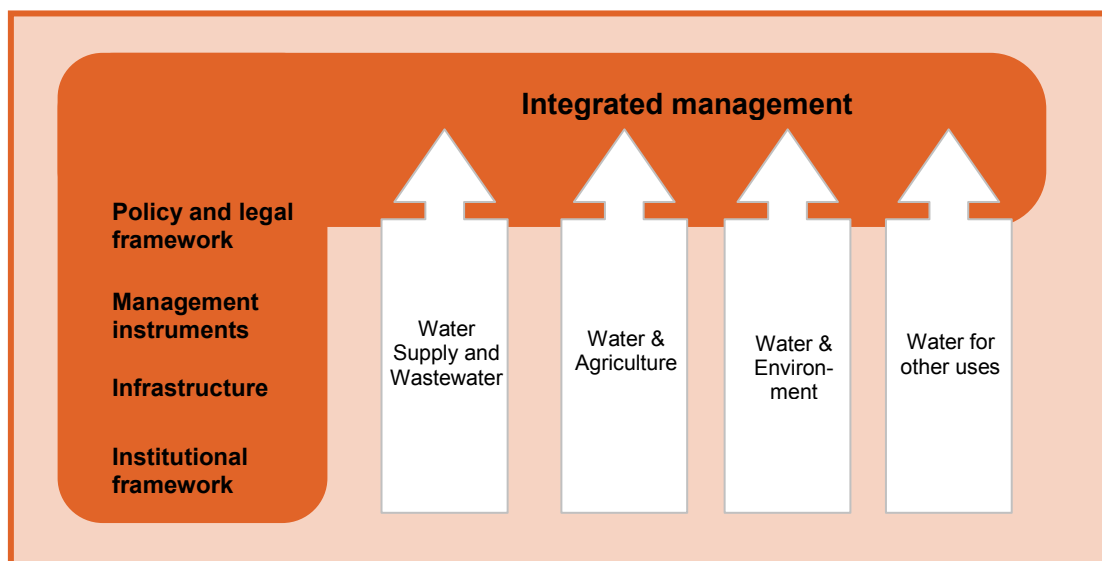 Integrated management
Policy and legal
framework
Management
instruments
Infrastructure
Institutional
framework
Water
Supply and
Wastewater
Water &
Agriculture
Water &
Environ-
ment
Water for
other uses